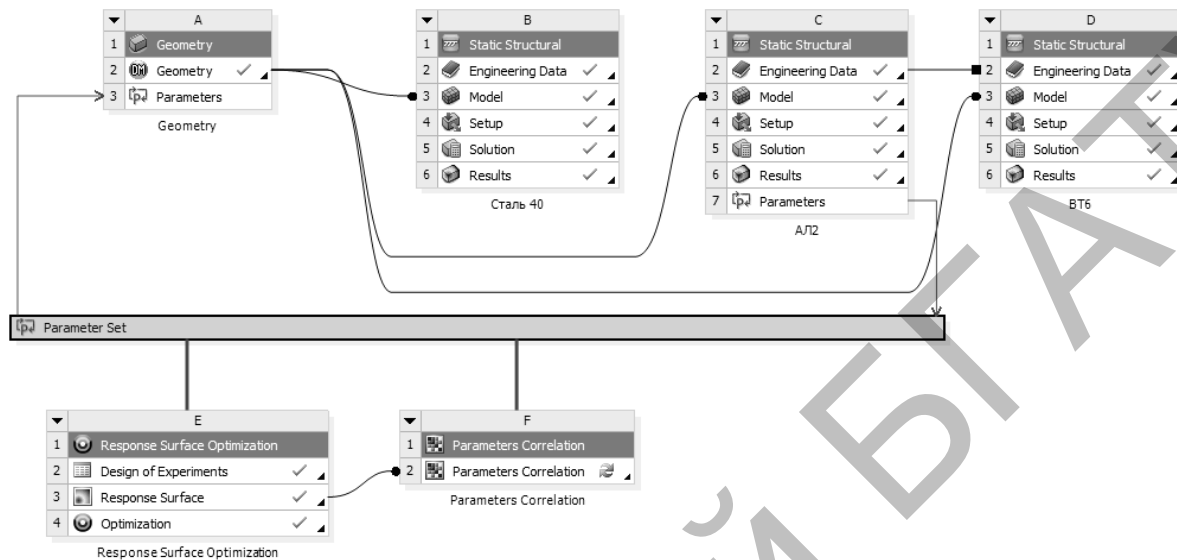 A
1 Geometry
2 Geometry
3 Parameters
Geometry
B
1 Static Structural
2 Engineering Data
3 Model
4 Setup
5 Solution
6 Results
Сталь 40
C
1 Static Structural
2 Engineering Data
3 Model
4 Setup
5 Solution
6 Results
7 Parameters
АЛ2
D
1 Static Structural
2 Engineering Data
3 Model
4 Setup
5 Solution
6 Results
ВТ6
Parameter Set
E
1 Response Surface Optimization
2 Design of Experiments
3 Response Surface
4 Optimization
Response Surface Optimization
F
1 Parameters Correlation
2 Parameters Correlation
Parameters Correlation
Й БГАТ